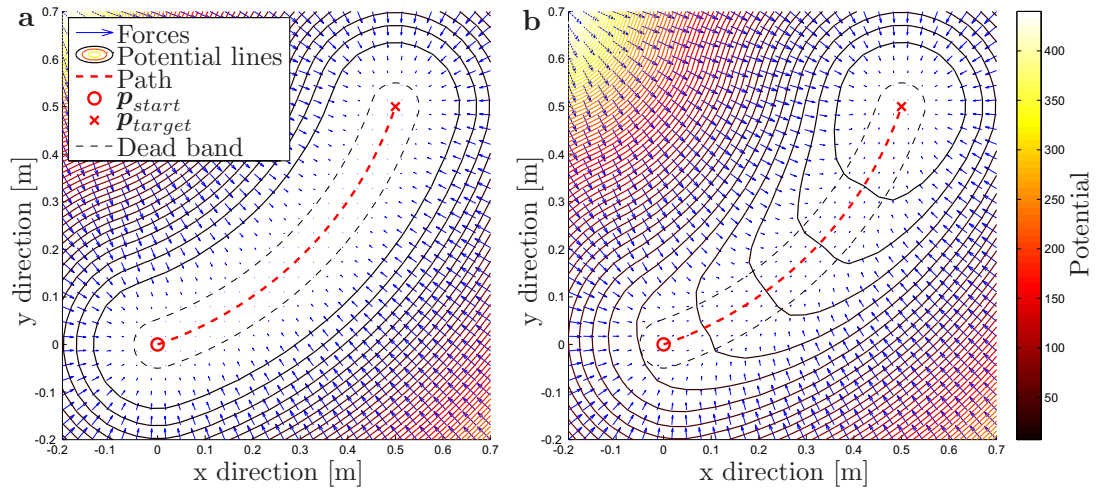 a
Forces
Potential lines
Path
p_start
p_target
Dead band
0.7
0.6
0.5
0.4
0.3
0.2
0.1
0
-0.1
-0.2
y direction [m]
-0.2 -0.1 0 0.1 0.2 0.3 0.4 0.5 0.6 0.7
x direction [m]
b
0.7
0.6
0.5
0.4
0.3
0.2
0.1
0
-0.1
-0.2
y direction [m]
-0.2 -0.1 0 0.1 0.2 0.3 0.4 0.5 0.6 0.7
x direction [m]
400
350
300
250
200
150
100
50
Potential